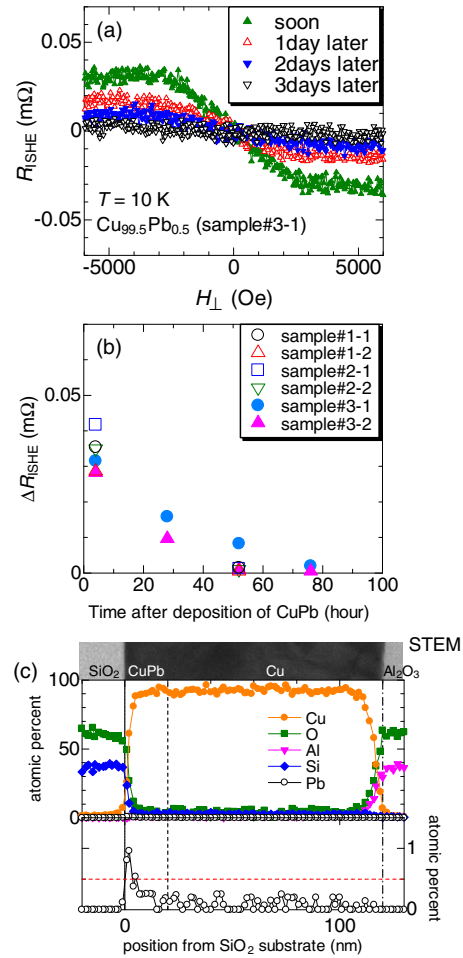 (a)
soon
1day later
2days later
3days later
0.05
0
-0.05
R_ISHE (mΩ)
T = 10 K
Cu99.5Pb0.5 (sample#3-1)
-5000 0 5000
H⊥ (Oe)
(b)
sample#1-1
sample#1-2
sample#2-1
sample#2-2
sample#3-1
sample#3-2
0.05
0
ΔR_ISHE (mΩ)
0 20 40 60 80 100
Time after deposition of CuPb (hour)
(c)
STEM
SiO2 CuPb Cu Al2O3
100
50
0
atomic percent
Cu
O
Al
Si
Pb
1
0
atomic percent
0 100
position from SiO2 substrate (nm)